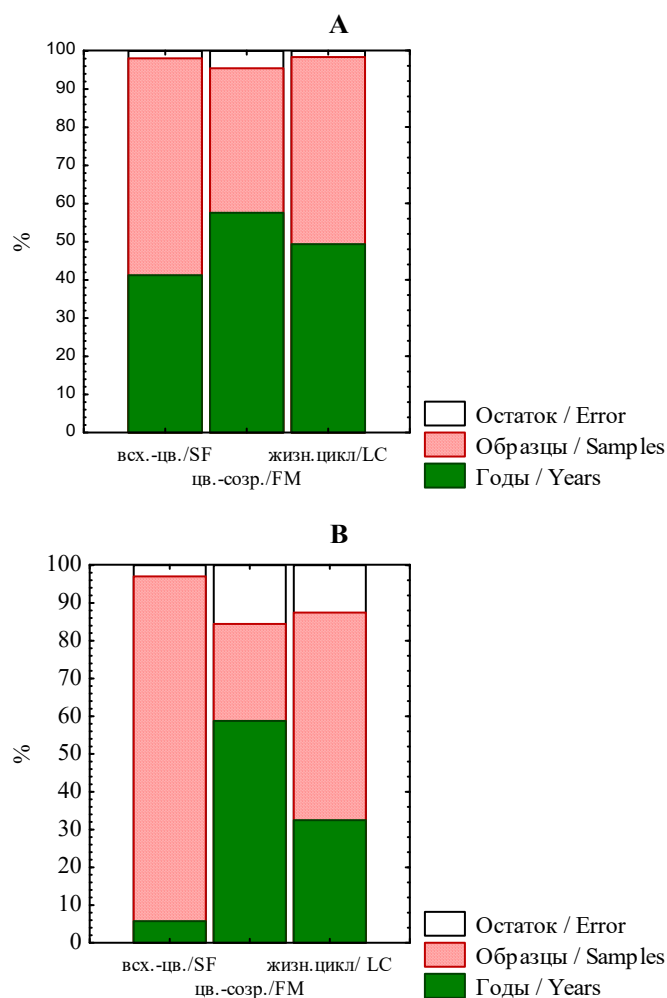 A
100
90
80
70
60
50
40
30
20
10
0
%
всх.-цв./SF
жизн.цикл/LC
цв.-созр./FM
Остаток / Error
Образцы / Samples
Годы / Years
B
100
90
80
70
60
50
40
30
20
10
0
%
всх.-цв./SF
жизн.цикл/ LC
цв.-созр./FM
Остаток / Error
Образцы / Samples
Годы / Years